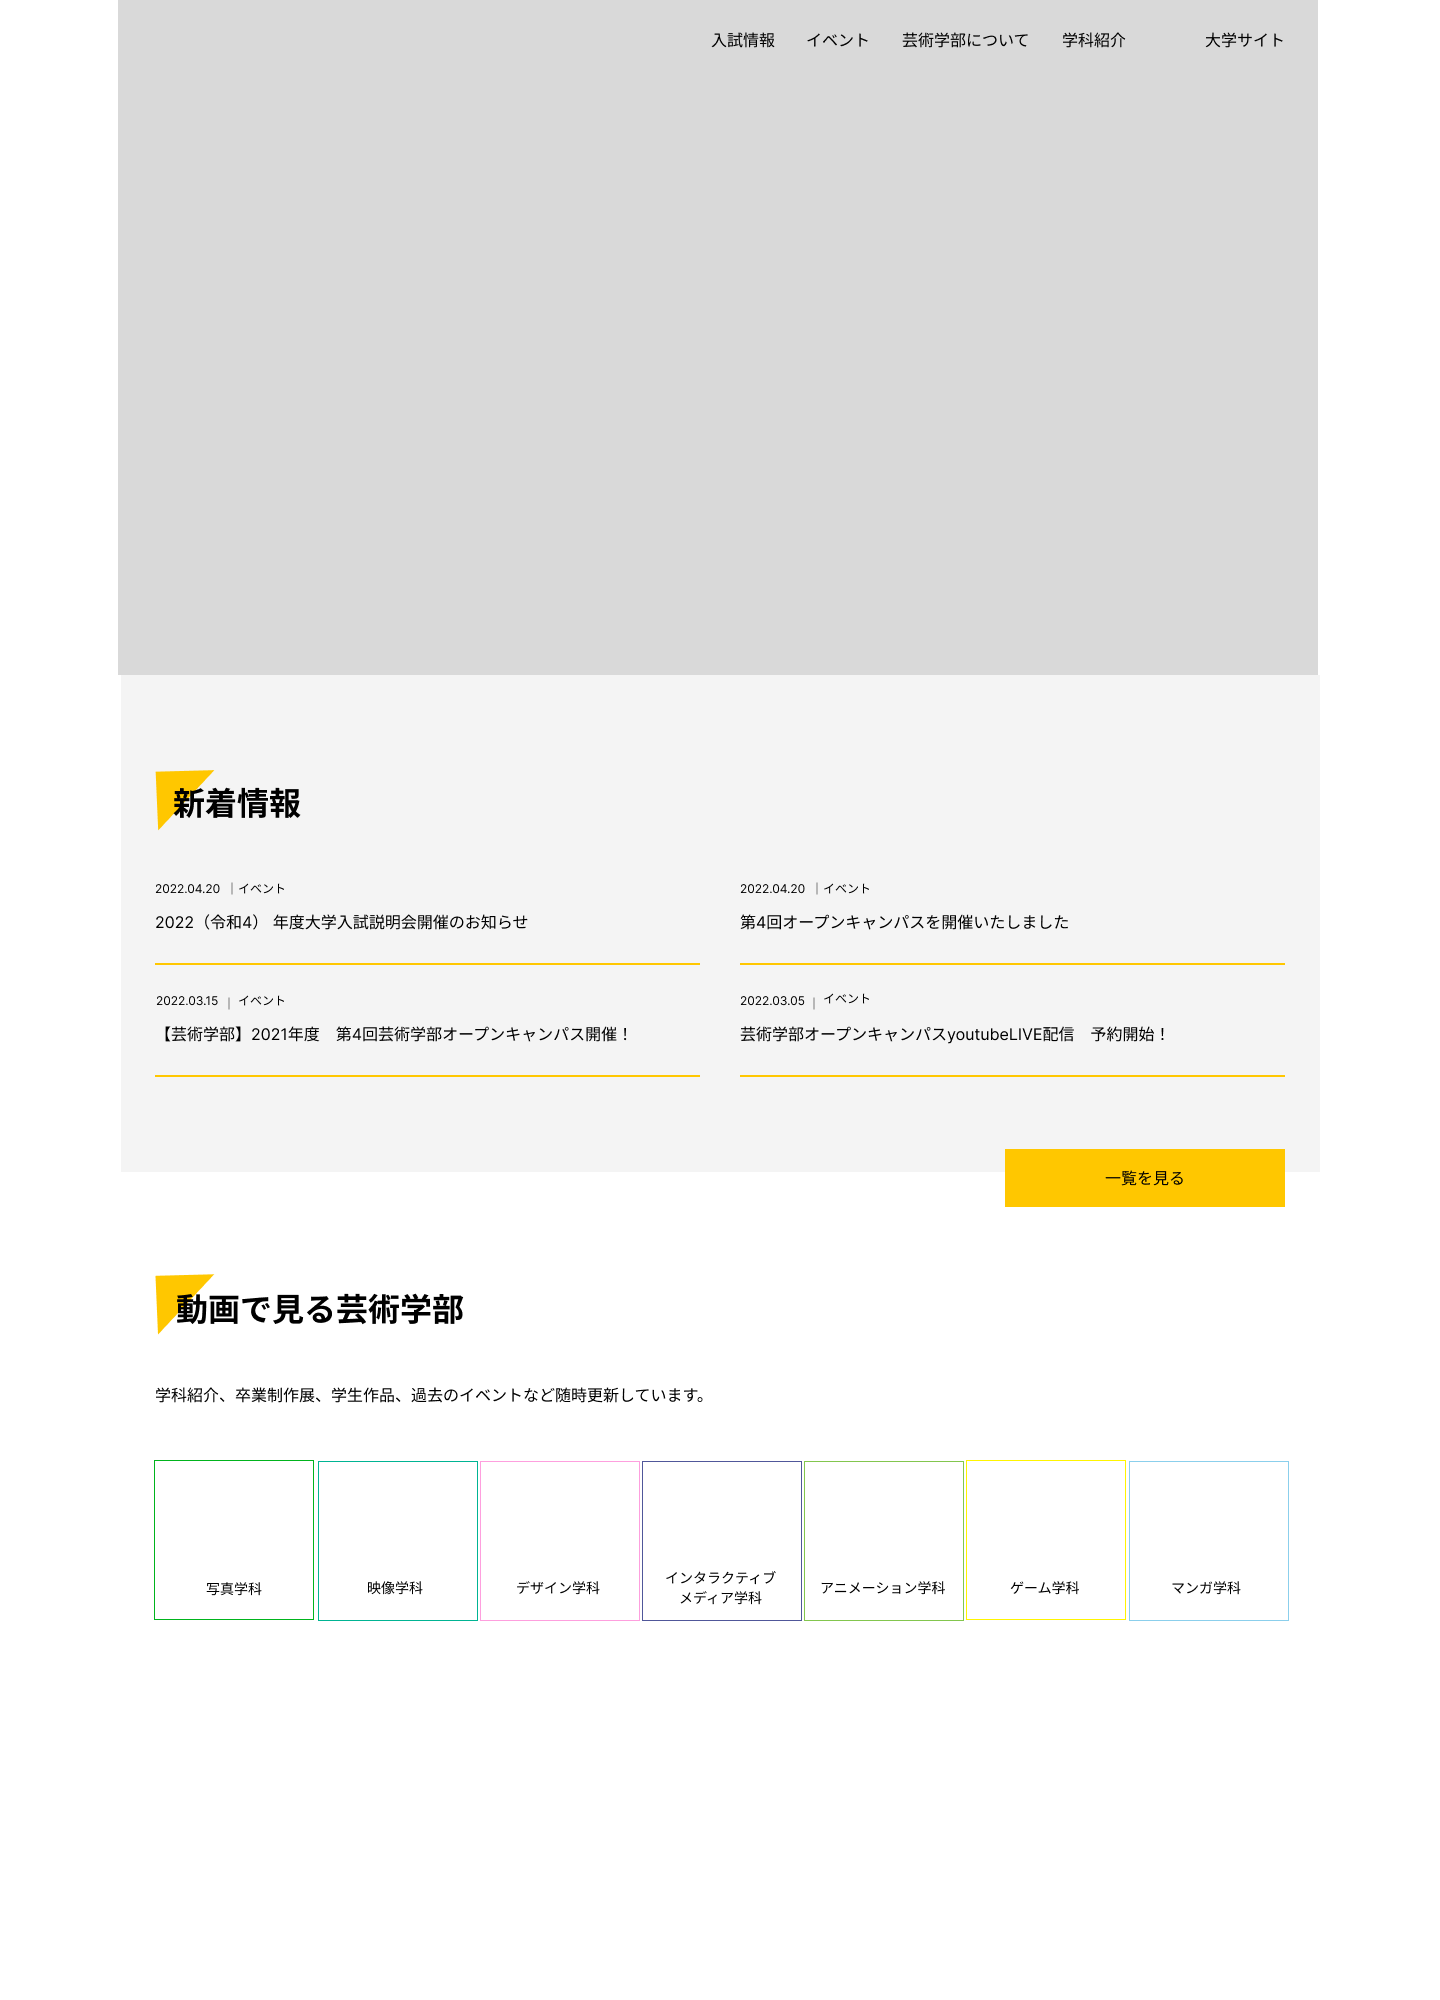 入試情報 イベント 芸術学部について 学科紹介 大学サイト
新着情報
2022.04.20 ｜イベント
2022（令和4） 年度大学入試説明会開催のお知らせ
2022.04.20 ｜イベント
第4回オープンキャンパスを開催いたしました
2022.03.15 ｜ イベント
【芸術学部】2021年度　第4回芸術学部オープンキャンパス開催！
2022.03.05 ｜ イベント
芸術学部オープンキャンパスyoutubeLIVE配信　予約開始！
一覧を見る
動画で見る芸術学部
学科紹介、卒業制作展、学生作品、過去のイベントなど随時更新しています。
写真学科
映像学科
デザイン学科
インタラクティブ
メディア学科
アニメーション学科
ゲーム学科
マンガ学科